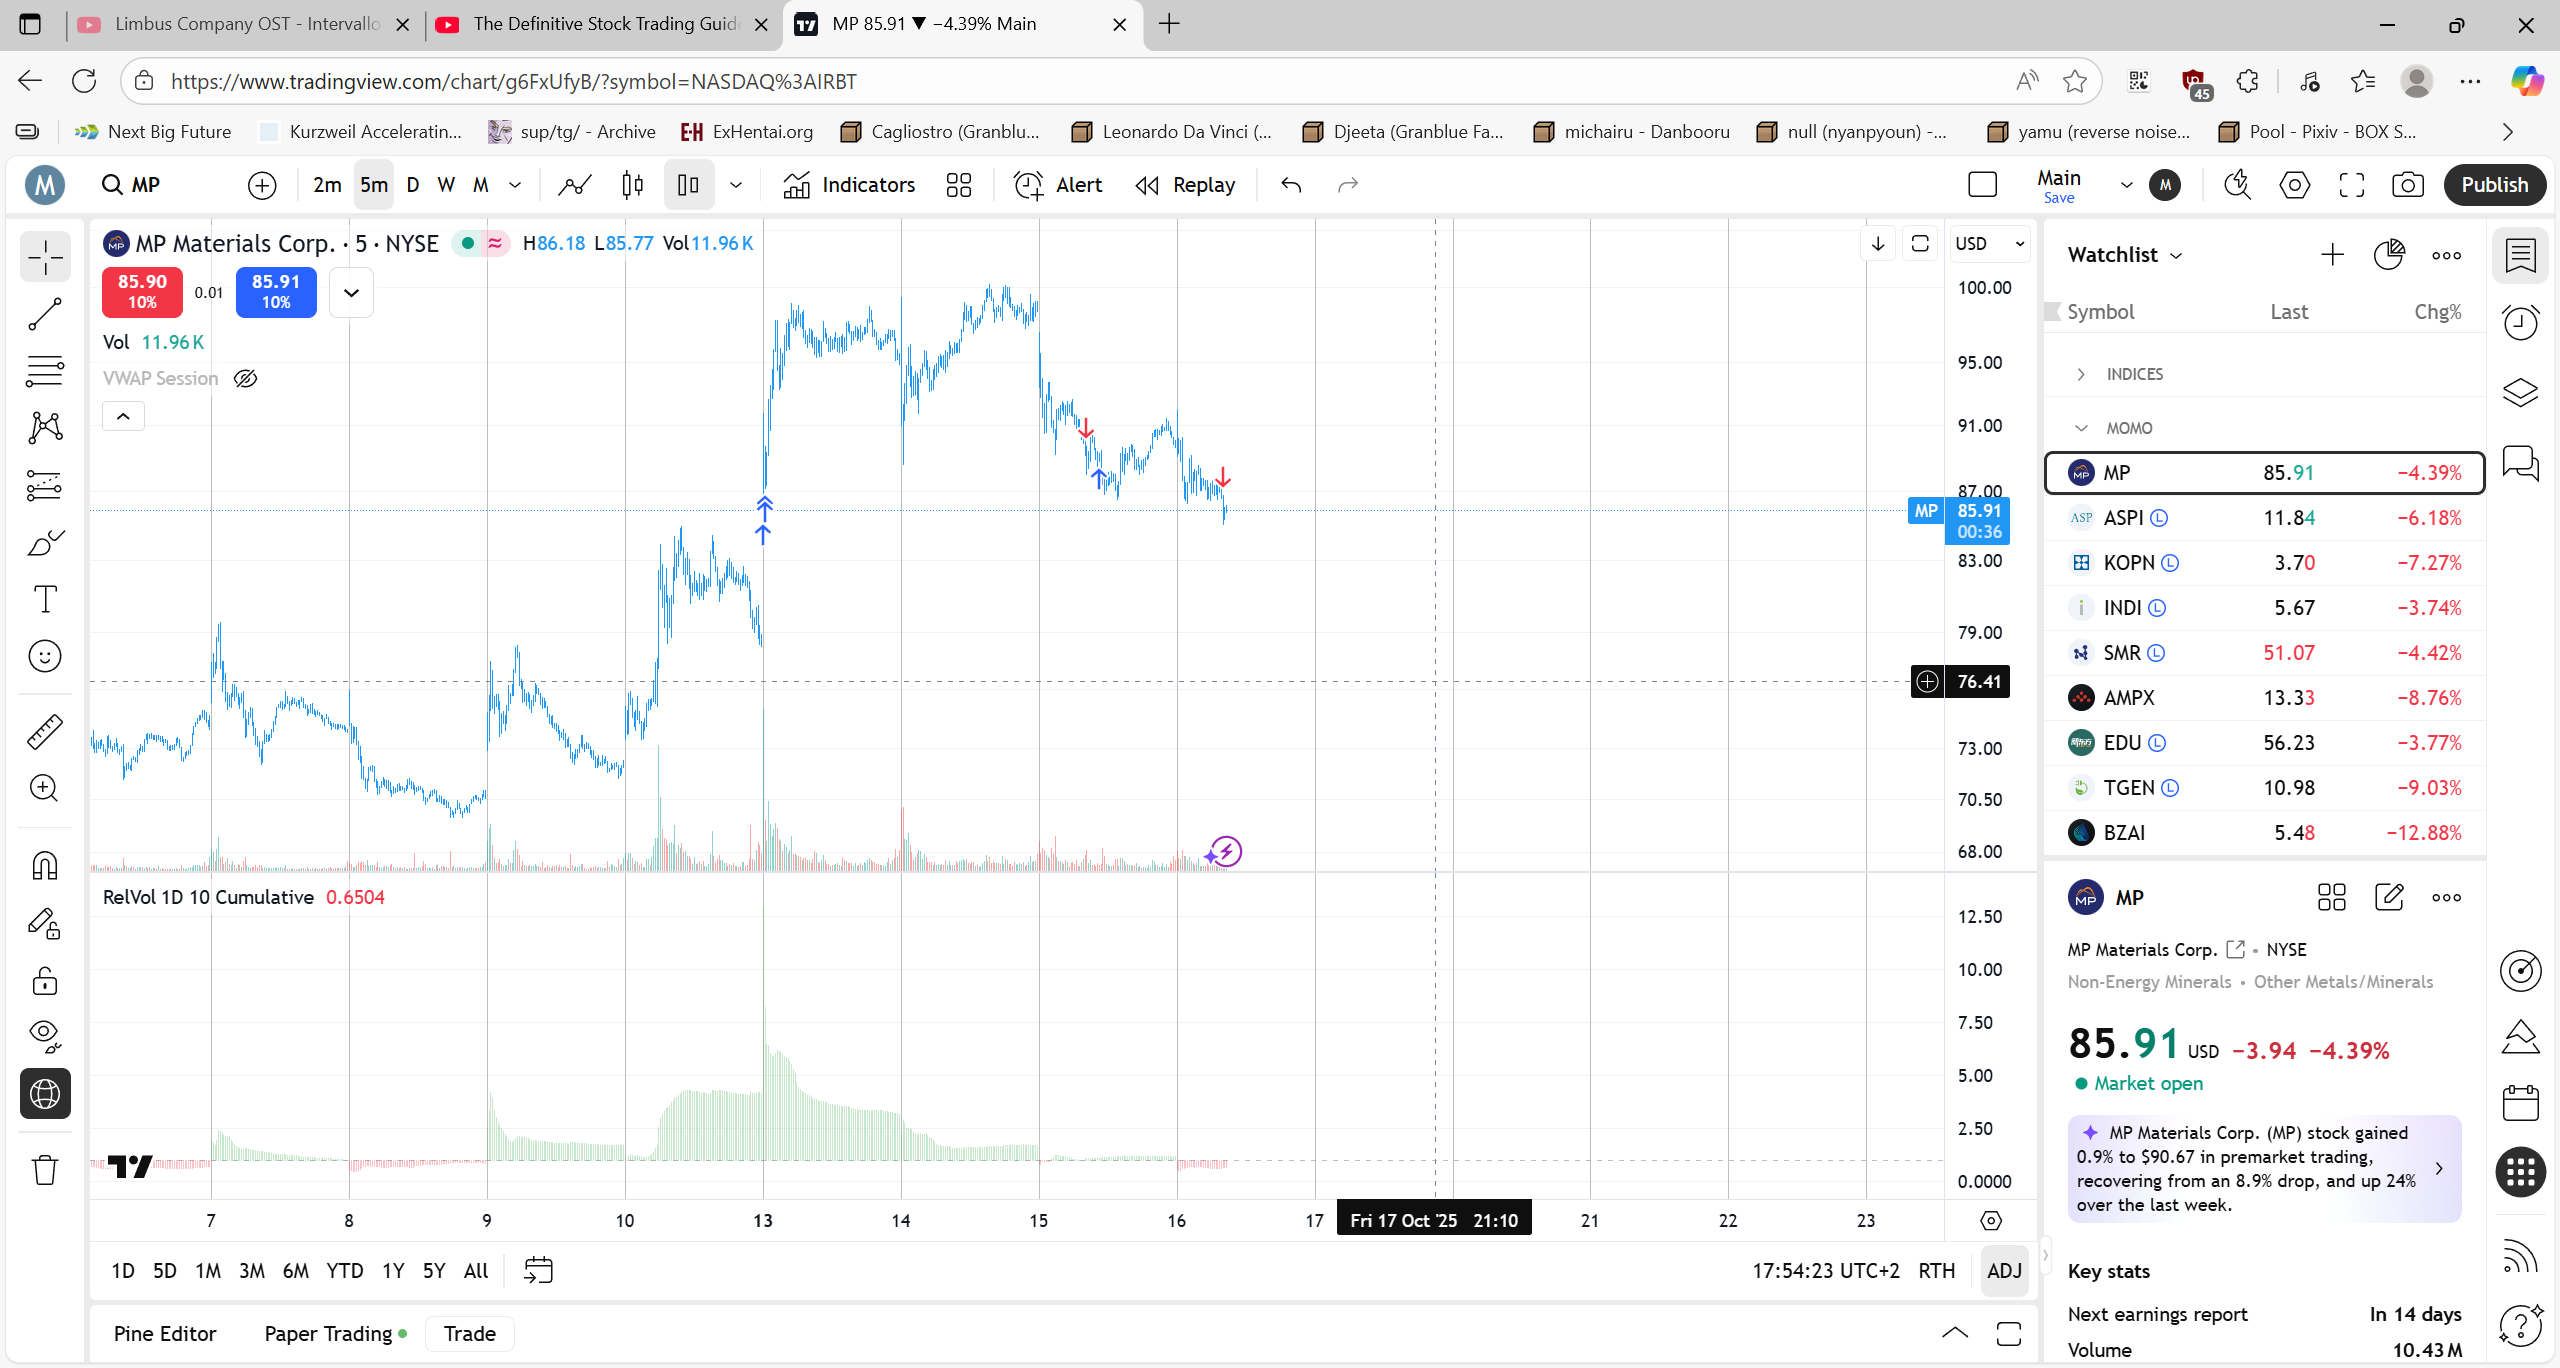 Limbus Company OST - Intervallo
The Definitive Stock Trading Guid
MP 85.91 ▼ −4.39% Main
https://www.tradingview.com/chart/g6FxUfyB/?symbol=NASDAQ%3AIRBT
45
Next Big Future
Kurzweil Acceleratin...
sup/tg/ - Archive
EH ExHentai.org
Cagliostro (Granblu...
Leonardo Da Vinci (...
Djeeta (Granblue Fa...
michairu - Danbooru
null (nyanpyoun) -...
yamu (reverse noise...
Pool - Pixiv - BOX S...
M
MP
2m 5m D W M
Indicators
Alert
Replay
Main
Save
M
Publish
MP Materials Corp. · 5 · NYSE
H86.18 L85.77 Vol11.96 K
85.90
10%
0.01
85.91
10%
Vol 11.96 K
VWAP Session
USD
100.00
95.00
91.00
87.00
MP 85.91
00:36
83.00
79.00
76.41
73.00
70.50
68.00
RelVol 1D 10 Cumulative 0.6504
12.50
10.00
7.50
5.00
2.50
0.0000
7 8 9 10 13 14 15 16 17 Fri 17 Oct '25 21:10 21 22 23
1D 5D 1M 3M 6M YTD 1Y 5Y All
17:54:23 UTC+2 RTH ADJ
Pine Editor
Paper Trading
Trade
Watchlist
Symbol Last Chg%
INDICES
MOMO
MP 85.91 −4.39%
ASP ASPI L 11.84 −6.18%
KOPN L 3.70 −7.27%
INDI L 5.67 −3.74%
SMR L 51.07 −4.42%
AMPX 13.33 −8.76%
EDU L 56.23 −3.77%
TGEN L 10.98 −9.03%
BZAI 5.48 −12.88%
MP MP
MP Materials Corp. • NYSE
Non-Energy Minerals • Other Metals/Minerals
85.91 USD −3.94 −4.39%
Market open
MP Materials Corp. (MP) stock gained
0.9% to $90.67 in premarket trading,
recovering from an 8.9% drop, and up 24%
over the last week.
Key stats
Next earnings report In 14 days
Volume 10.43 M